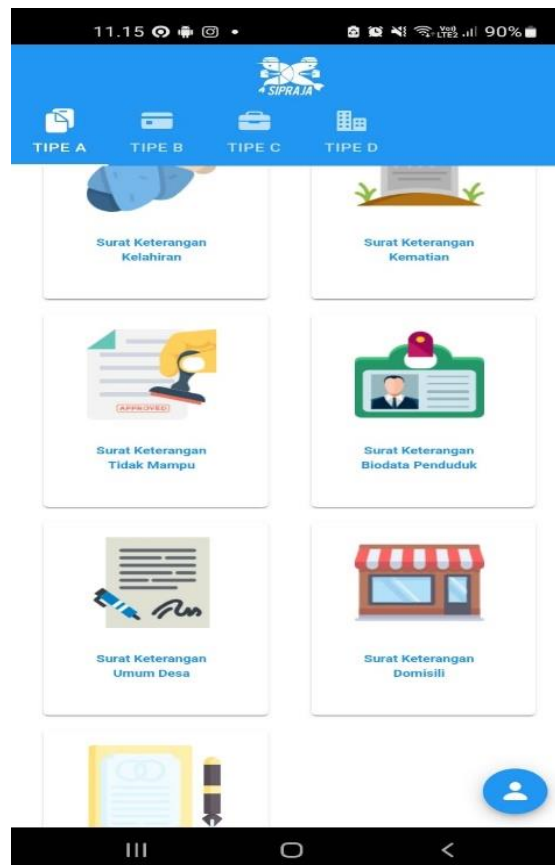 11.15
90%
SIPRAJA
TIPE A TIPE B TIPE C TIPE D
Surat Keterangan
Kelahiran
Surat Keterangan
Kematian
APPROVED
Surat Keterangan
Tidak Mampu
Surat Keterangan
Biodata Penduduk
Surat Keterangan
Umum Desa
Surat Keterangan
Domisili